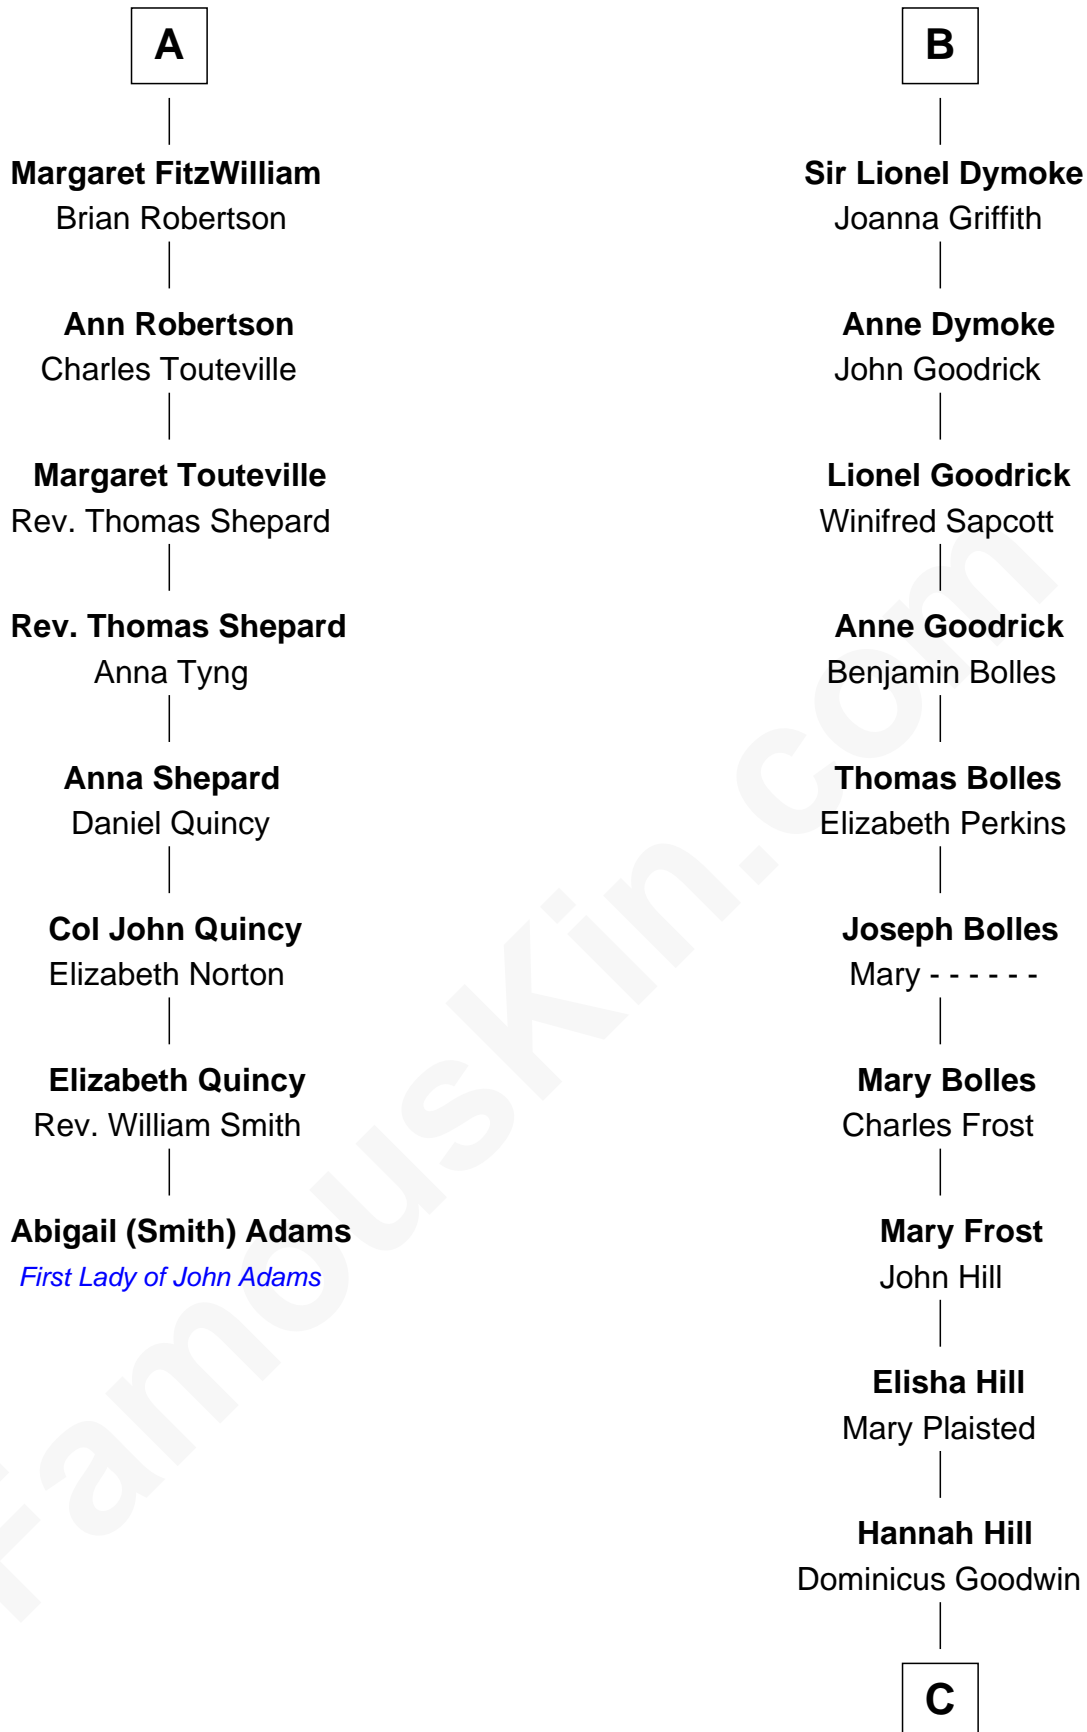 A
Margaret FitzWilliam
Brian Robertson
Ann Robertson
Charles Touteville
Margaret Touteville
Rev. Thomas Shepard
Rev. Thomas Shepard
Anna Tyng
Anna Shepard
Daniel Quincy
Col John Quincy
Elizabeth Norton
Elizabeth Quincy
Rev. William Smith
Abigail (Smith) Adams
First Lady of John Adams
B
Sir Lionel Dymoke
Joanna Griffith
Anne Dymoke
John Goodrick
Lionel Goodrick
Winifred Sapcott
Anne Goodrick
Benjamin Bolles
Thomas Bolles
Elizabeth Perkins
Joseph Bolles
Mary - - - - - -
Mary Bolles
Charles Frost
Mary Frost
John Hill
Elisha Hill
Mary Plaisted
Hannah Hill
Dominicus Goodwin
C
FamousKin.com